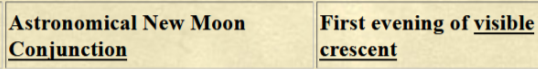 Astronomical New Moon
Conjunction
First evening of visible
crescent